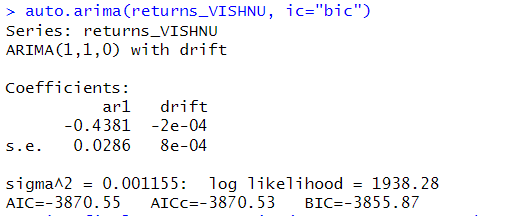 > auto.arima(returns_VISHNU, ic="bic")
Series: returns_VISHNU
ARIMA(1,1,0) with drift
Coefficients:
ar1 drift
-0.4381 -2e-04
s.e. 0.0286 8e-04
sigma^2 = 0.001155: log likelihood = 1938.28
AIC=-3870.55 AICc=-3870.53 BIC=-3855.87